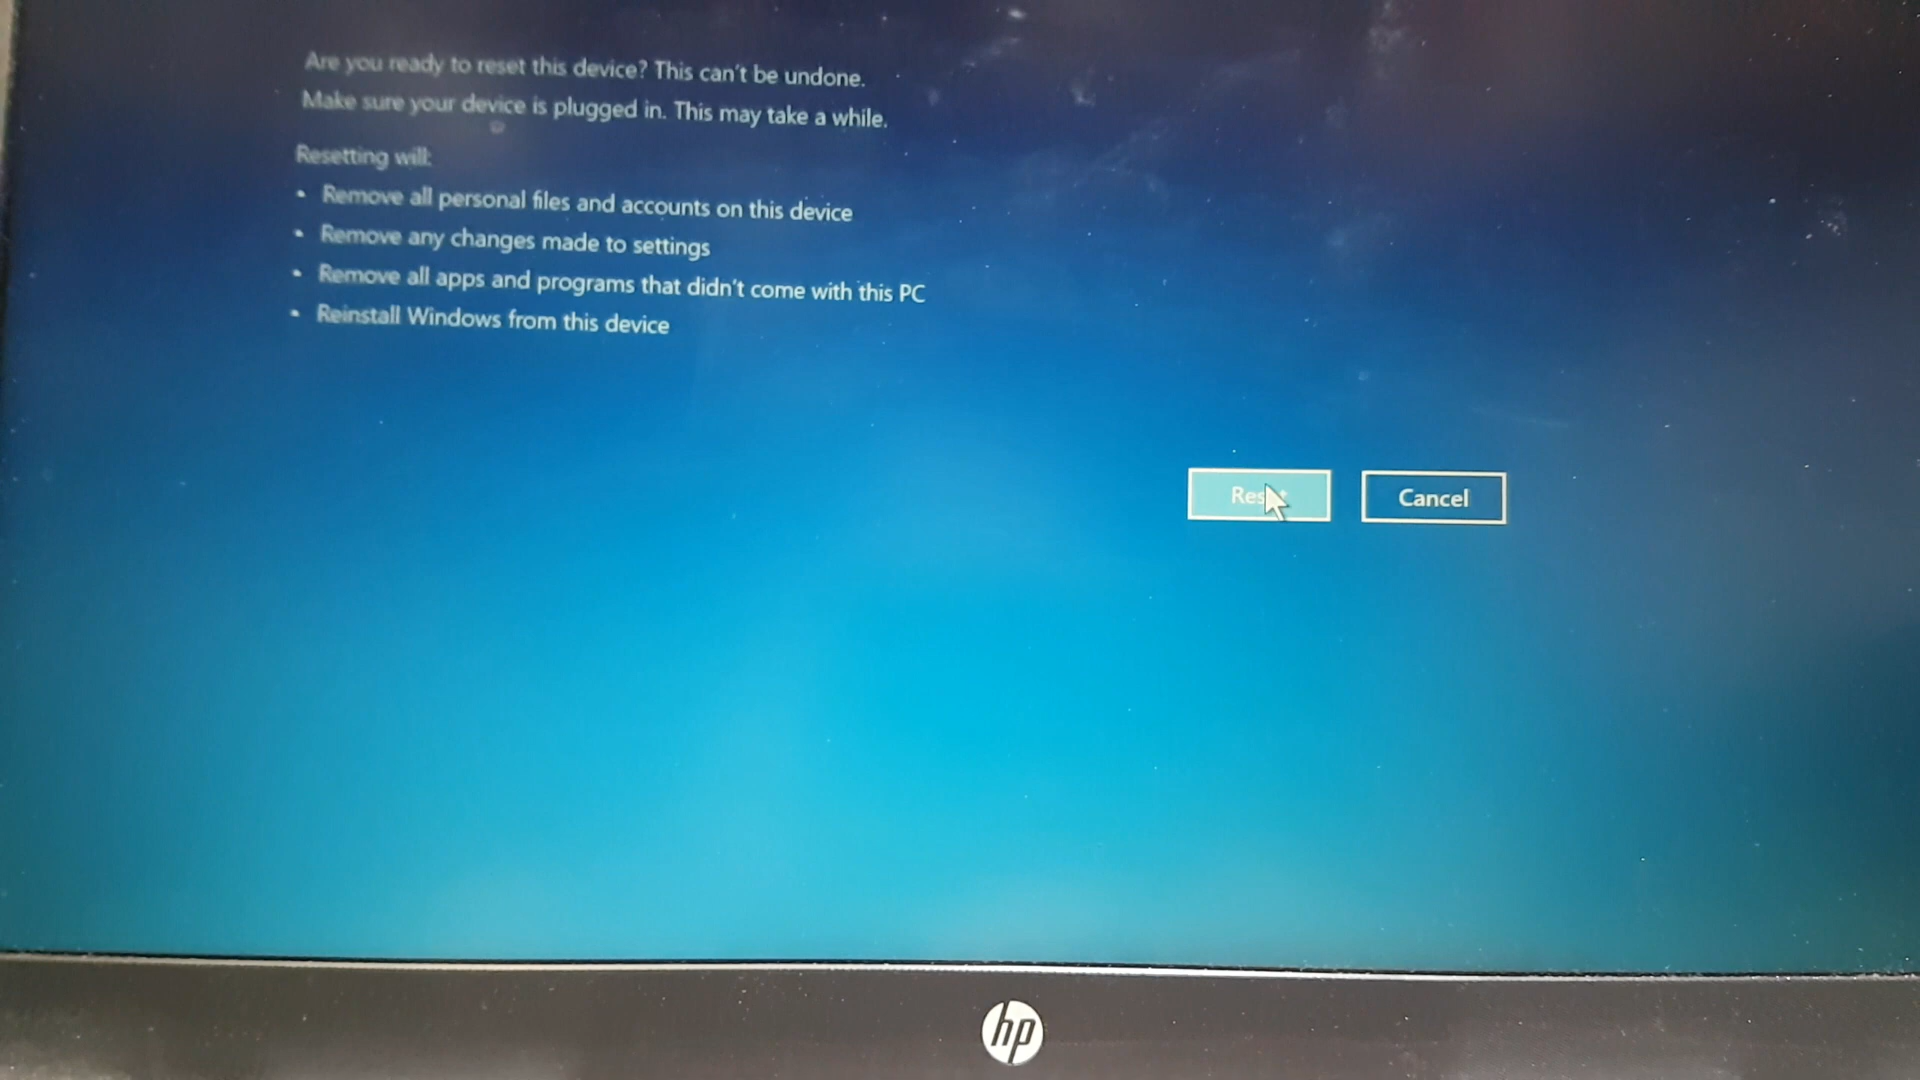 Are you ready to reset this device? This can't be undone.
Make sure your device is plugged in. This may take a while.
Resetting will:
• Remove all personal files and accounts on this device
• Remove any changes made to settings
• Remove all apps and programs that didn't come with this PC
• Reinstall Windows from this device
Cancel
hp